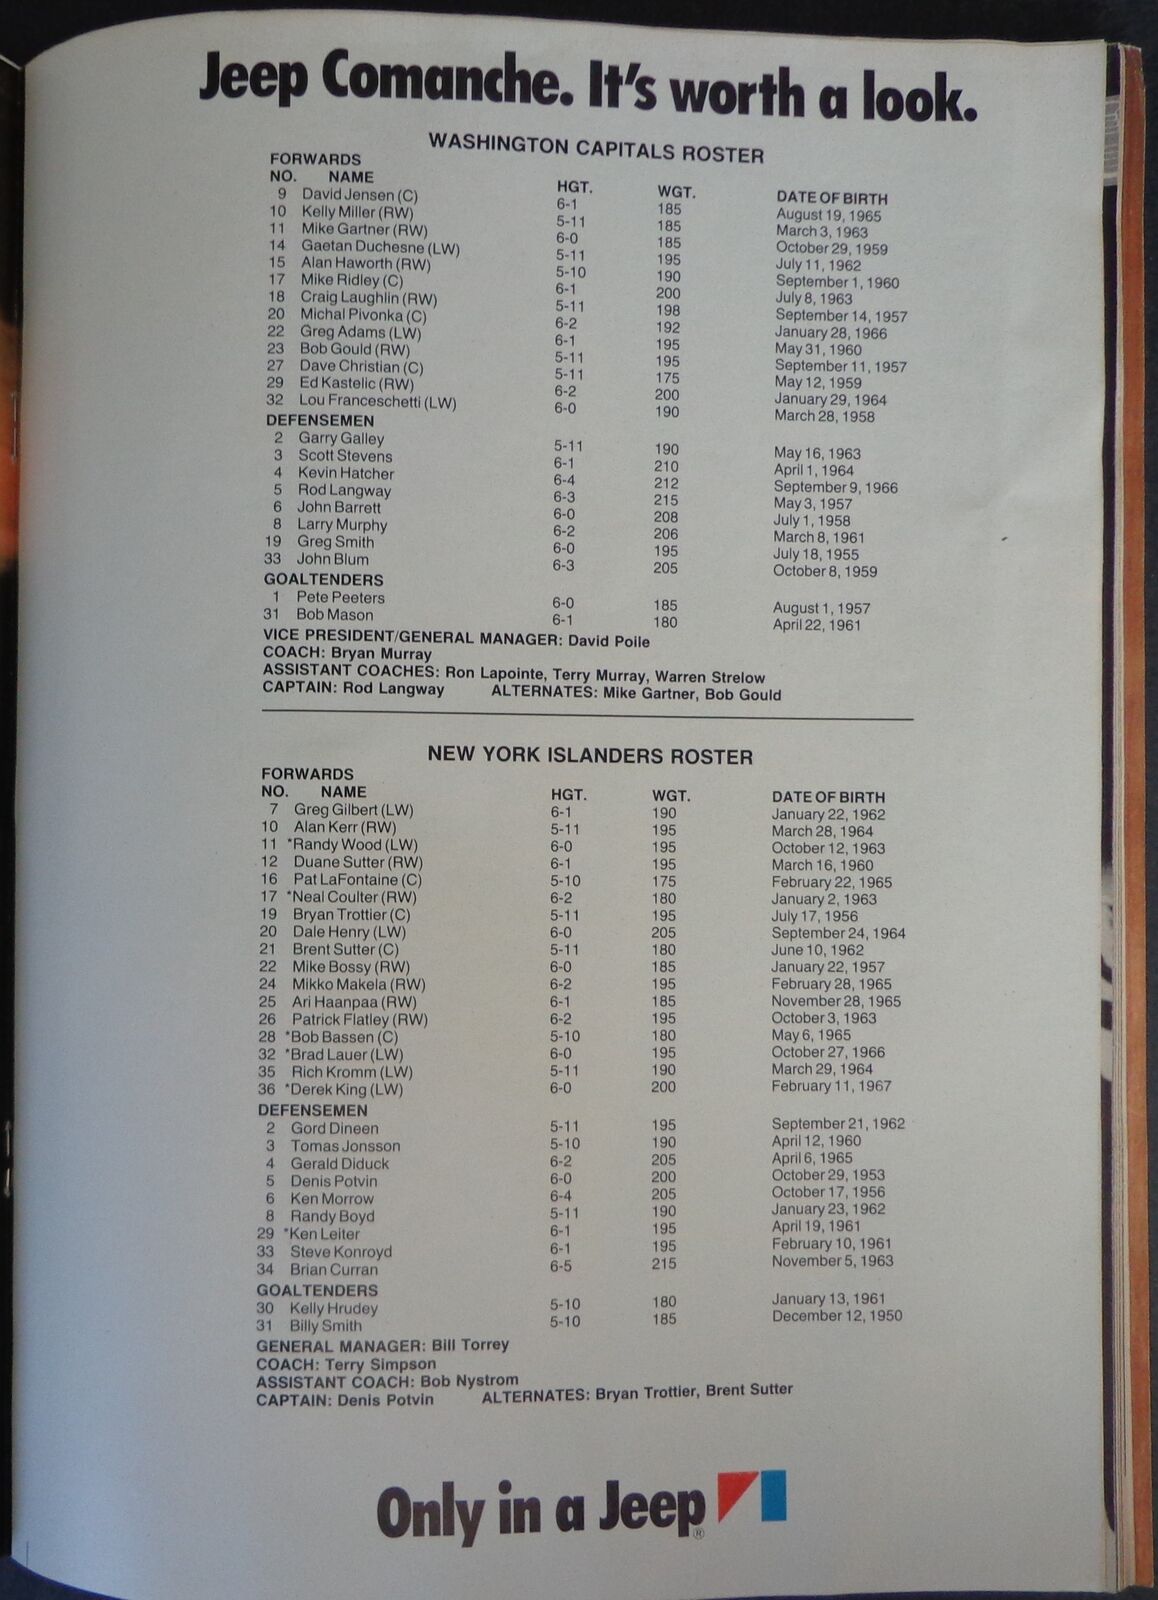 Jeep Comanche. It's worth a look.
WASHINGTON CAPITALS ROSTER
FORWARDS
NO. NAME HGT. WGT. DATE OF BIRTH
9 David Jensen (C) 6-1 185 August 19, 1965
10 Kelly Miller (RW) 5-11 185 March 3, 1963
11 Mike Gartner (RW) 6-0 185 October 29, 1959
14 Gaetan Duchesne (LW) 5-11 195 July 11, 1962
15 Alan Haworth (RW) 5-10 190 September 1, 1960
17 Mike Ridley (C) 6-1 200 July 8, 1963
18 Craig Laughlin (RW) 5-11 198 September 14, 1957
20 Michal Pivonka (C) 6-2 192 January 28, 1966
22 Greg Adams (LW) 6-1 195 May 31, 1960
23 Bob Gould (RW) 5-11 195 September 11, 1957
27 Dave Christian (C) 5-11 175 May 12, 1959
29 Ed Kastelic (RW) 6-2 200 January 29, 1964
32 Lou Franceschetti (LW) 6-0 190 March 28, 1958
DEFENSEMEN
2 Garry Galley 5-11 190 May 16, 1963
3 Scott Stevens 6-1 210 April 1, 1964
4 Kevin Hatcher 6-4 212 September 9, 1966
5 Rod Langway 6-3 215 May 3, 1957
6 John Barrett 6-0 208 July 1, 1958
8 Larry Murphy 6-2 206 March 8, 1961
19 Greg Smith 6-0 195 July 18, 1955
33 John Blum 6-3 205 October 8, 1959
GOALTENDERS
1 Pete Peeters 6-0 185 August 1, 1957
31 Bob Mason 6-1 180 April 22, 1961
VICE PRESIDENT/GENERAL MANAGER: David Poile
COACH: Bryan Murray
ASSISTANT COACHES: Ron Lapointe, Terry Murray, Warren Strelow
CAPTAIN: Rod Langway ALTERNATES: Mike Gartner, Bob Gould
NEW YORK ISLANDERS ROSTER
FORWARDS
NO. NAME HGT. WGT. DATE OF BIRTH
7 Greg Gilbert (LW) 6-1 190 January 22, 1962
10 Alan Kerr (RW) 5-11 195 March 28, 1964
11 *Randy Wood (LW) 6-0 195 October 12, 1963
12 Duane Sutter (RW) 6-1 195 March 16, 1960
16 Pat LaFontaine (C) 5-10 175 February 22, 1965
17 *Neal Coulter (RW) 6-2 180 January 2, 1963
19 Bryan Trottier (C) 5-11 195 July 17, 1956
20 Dale Henry (LW) 6-0 205 September 24, 1964
21 Brent Sutter (C) 5-11 180 June 10, 1962
22 Mike Bossy (RW) 6-0 185 January 22, 1957
24 Mikko Makela (RW) 6-2 195 February 28, 1965
25 Ari Haanpaa (RW) 6-1 185 November 28, 1965
26 Patrick Flatley (RW) 6-2 195 October 3, 1963
28 *Bob Bassen (C) 5-10 180 May 6, 1965
32 *Brad Lauer (LW) 6-0 195 October 27, 1966
35 Rich Kromm (LW) 5-11 190 March 29, 1964
36 *Derek King (LW) 6-0 200 February 11, 1967
DEFENSEMEN
2 Gord Dineen 5-11 195 September 21, 1962
3 Tomas Jonsson 5-10 190 April 12, 1960
4 Gerald Diduck 6-2 205 April 6, 1965
5 Denis Potvin 6-0 200 October 29, 1953
6 Ken Morrow 6-4 205 October 17, 1956
8 Randy Boyd 5-11 190 January 23, 1962
29 *Ken Leiter 6-1 195 April 19, 1961
33 Steve Konroyd 6-1 195 February 10, 1961
34 Brian Curran 6-5 215 November 5, 1963
GOALTENDERS
30 Kelly Hrudey 5-10 180 January 13, 1961
31 Billy Smith 5-10 185 December 12, 1950
GENERAL MANAGER: Bill Torrey
COACH: Terry Simpson
ASSISTANT COACH: Bob Nystrom
CAPTAIN: Denis Potvin ALTERNATES: Bryan Trottier, Brent Sutter
Only in a Jeep®